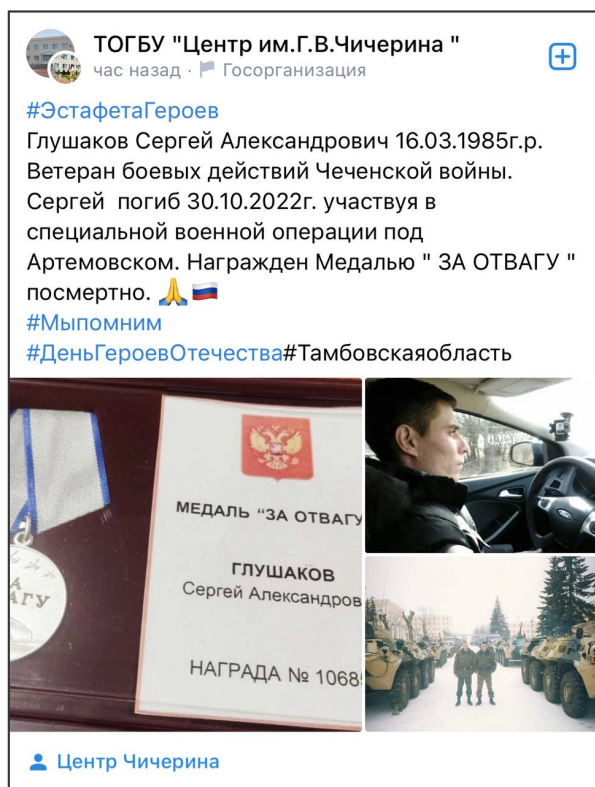 ТОГБУ "Центр им.Г.В.Чичерина "
час назад · Госорганизация
#ЭстафетаГероев
Глушаков Сергей Александрович 16.03.1985г.р.
Ветеран боевых действий Чеченской войны.
Сергей  погиб 30.10.2022г. участвуя в
специальной военной операции под
Артемовском. Награжден Медалью " ЗА ОТВАГУ "
посмертно. 🙏🇷🇺
#Мыпомним
#ДеньГероевОтечества#Тамбовскаяобласть
МЕДАЛЬ "ЗА ОТВАГУ
ГЛУШАКОВ
Сергей Александров
НАГРАДА № 1068
А
ВАГУ
Центр Чичерина